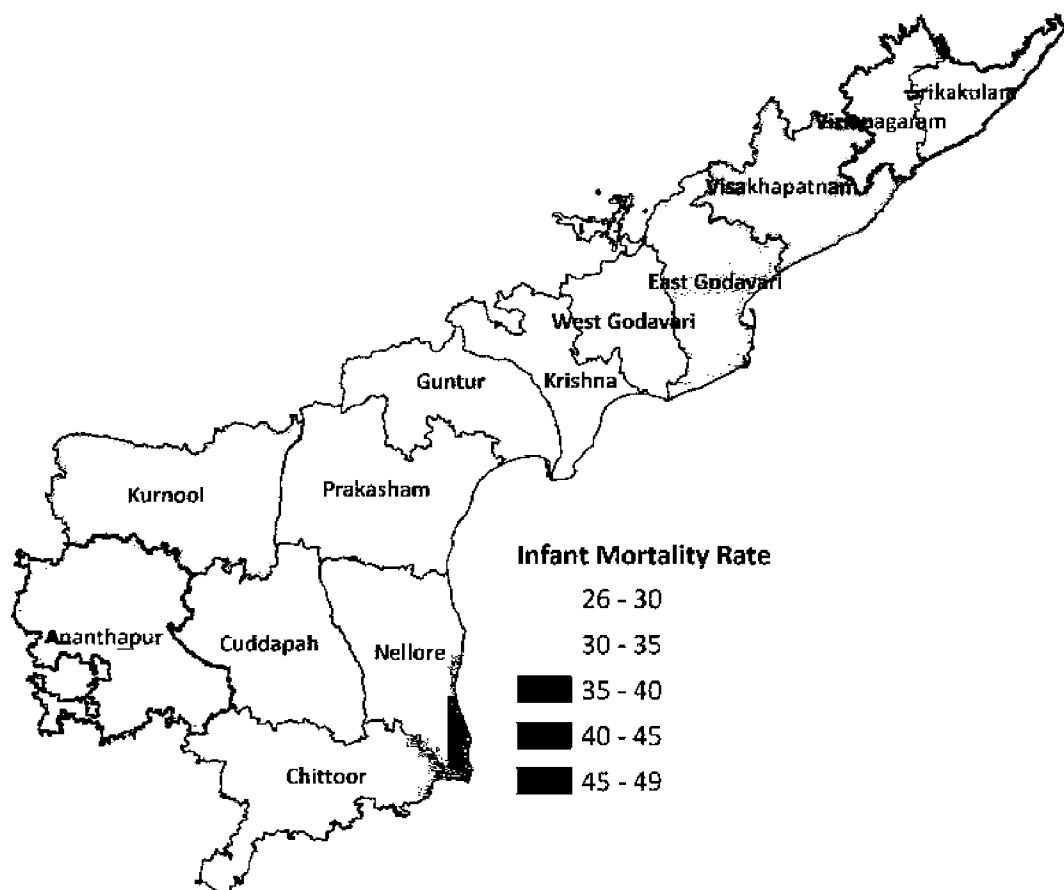 Srikakulam
Vizianagaram
Visakhapatnam
East Godavari
West Godavari
Guntur
Krishna
Kurnool
Prakasham
Infant Mortality Rate
26 - 30
30 - 35
35 - 40
40 - 45
45 - 49
Ananthapur
Cuddapah
Nellore
Chittoor